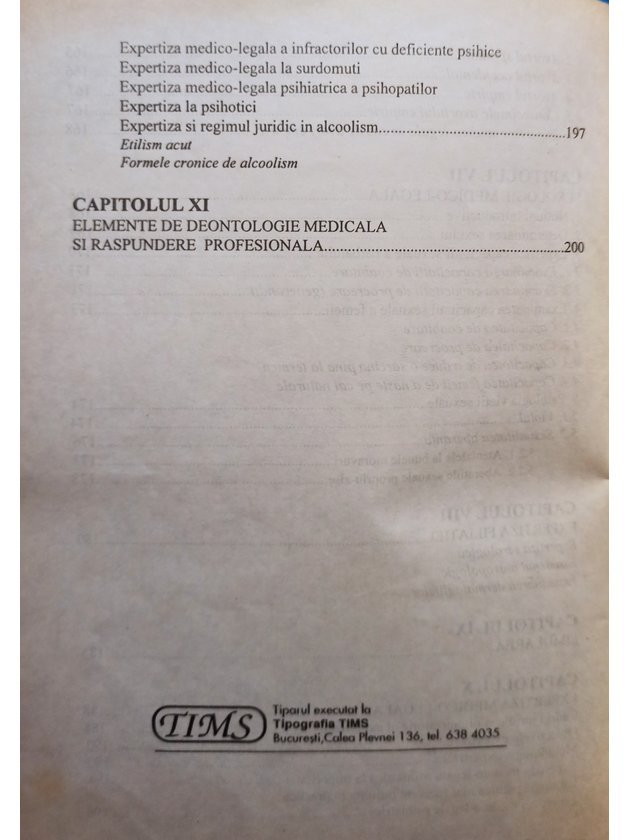 Expertiza medico-legala a infractorilor cu deficiente psihice
Expertiza medico-legala la surdomuti
Expertiza medico-legala psihiatrica a psihopatilor
Expertiza la psihotici
Expertiza si regimul juridic in alcoolism...............................................197
Etilism acut
Formele cronice de alcoolism
CAPITOLUL XI
ELEMENTE DE DEONTOLOGIE MEDICALA
SI RASPUNDERE PROFESIONALA............................................................200
TIMS
Tiparul executat la
Tipografia TIMS
București,Calea Plevnei 136, tel. 638 4035